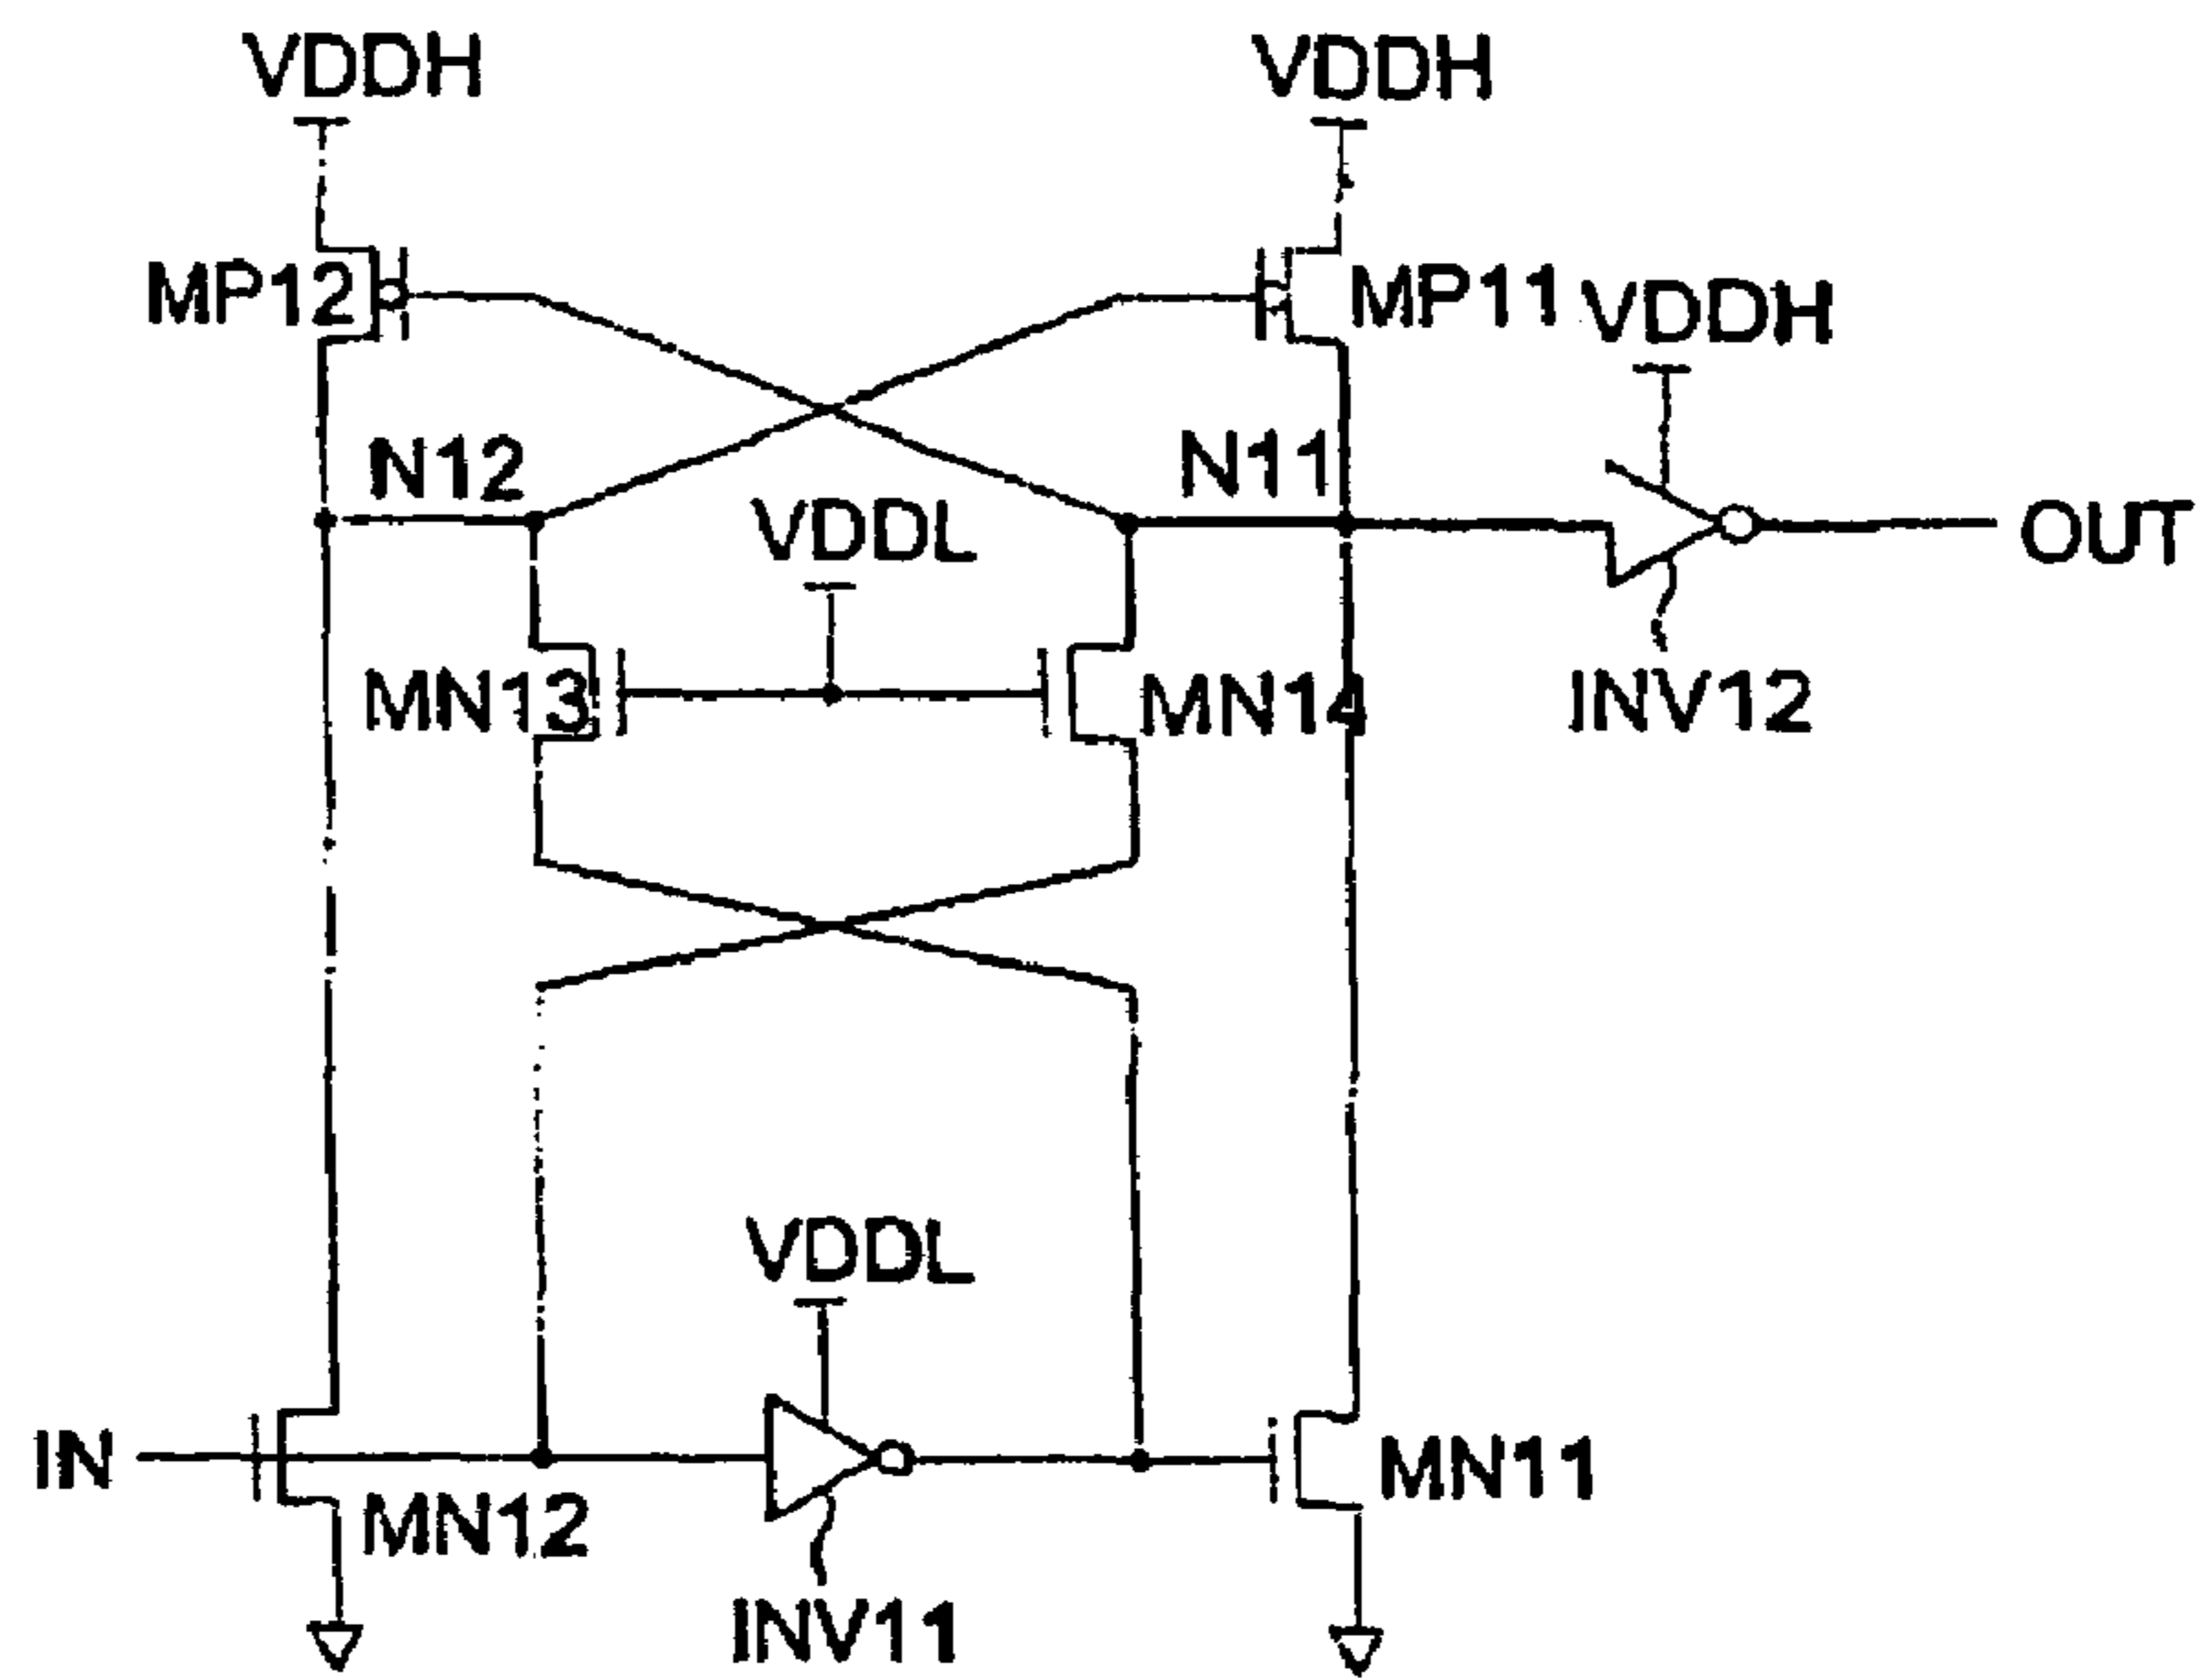 VDDH
VDDH
MP12
MP11
VDDH
N12
N11
VDDL
OUT
MN13
MN14
INV12
VDDL
IN
MN12
MN11
INV11